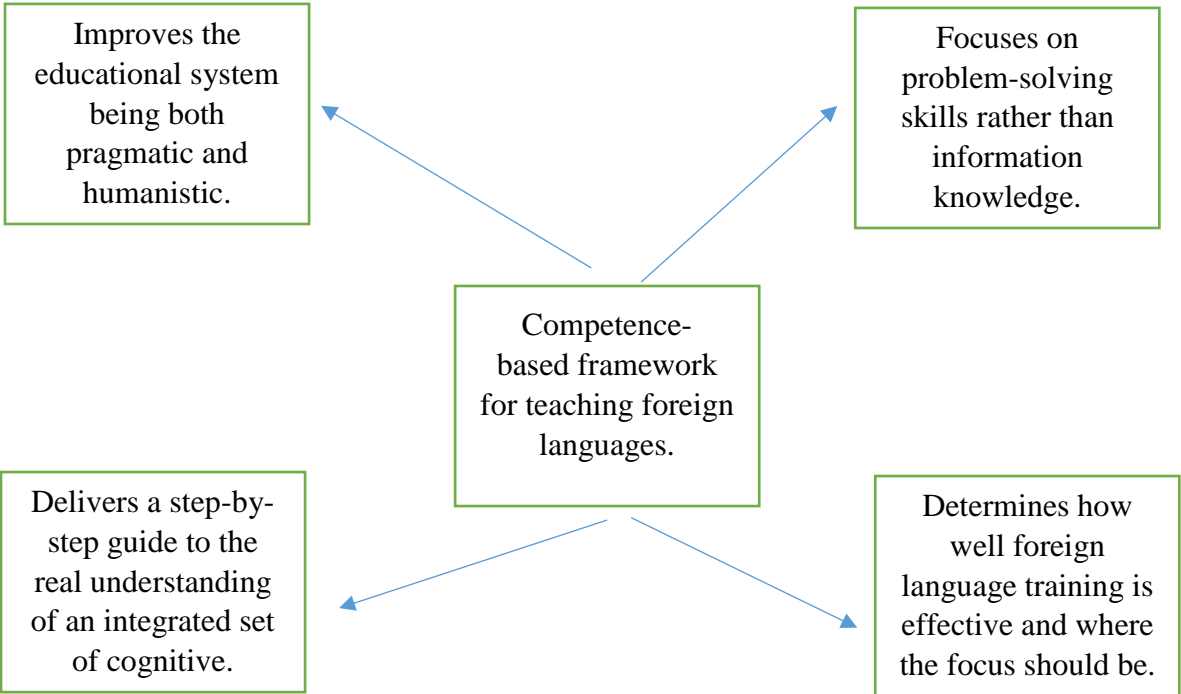 Improves the
educational system
being both
pragmatic and
humanistic.
Focuses on
problem-solving
skills rather than
information
knowledge.
Competence-
based framework
for teaching foreign
languages.
Delivers a step-by-
step guide to the
real understanding
of an integrated set
of cognitive.
Determines how
well foreign
language training is
effective and where
the focus should be.